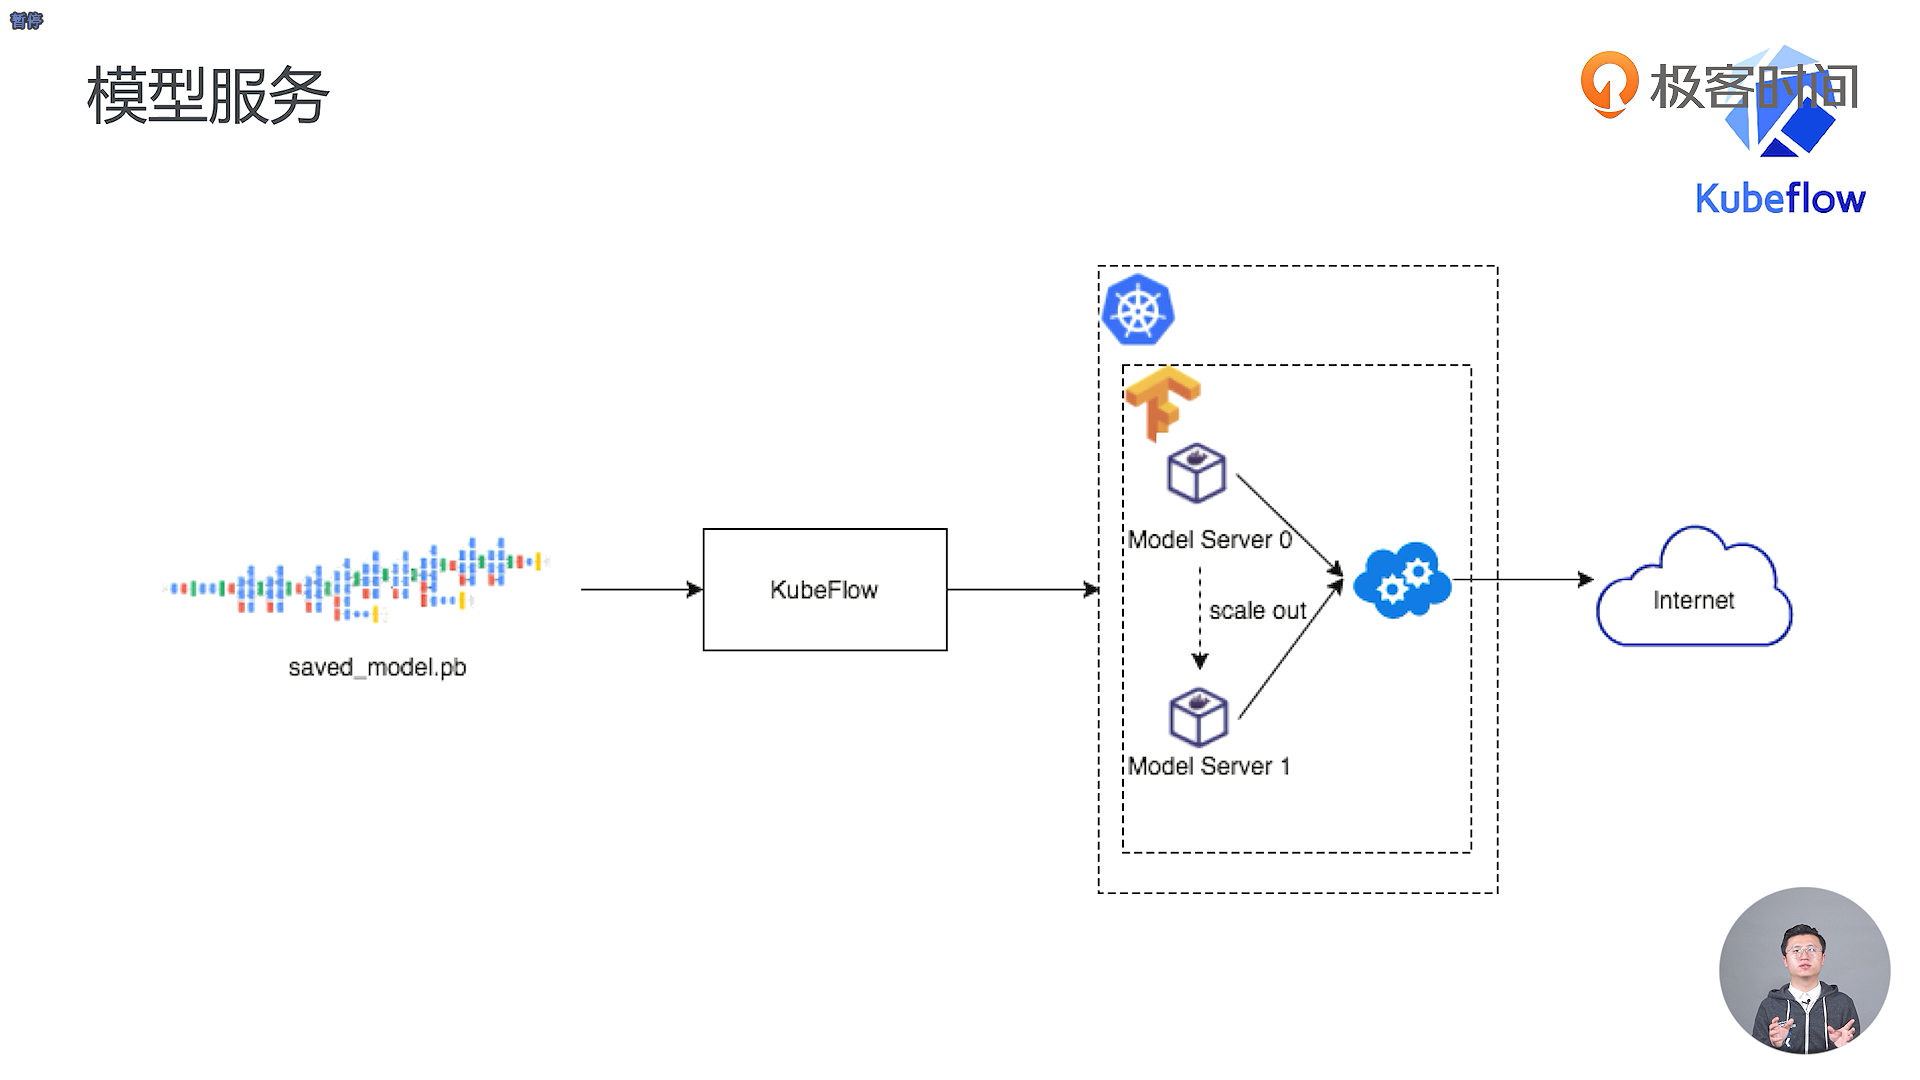 暂停
模型服务
极客时间
Kubeflow
Model Server 0
KubeFlow
scale out
Internet
saved_model.pb
Model Server 1